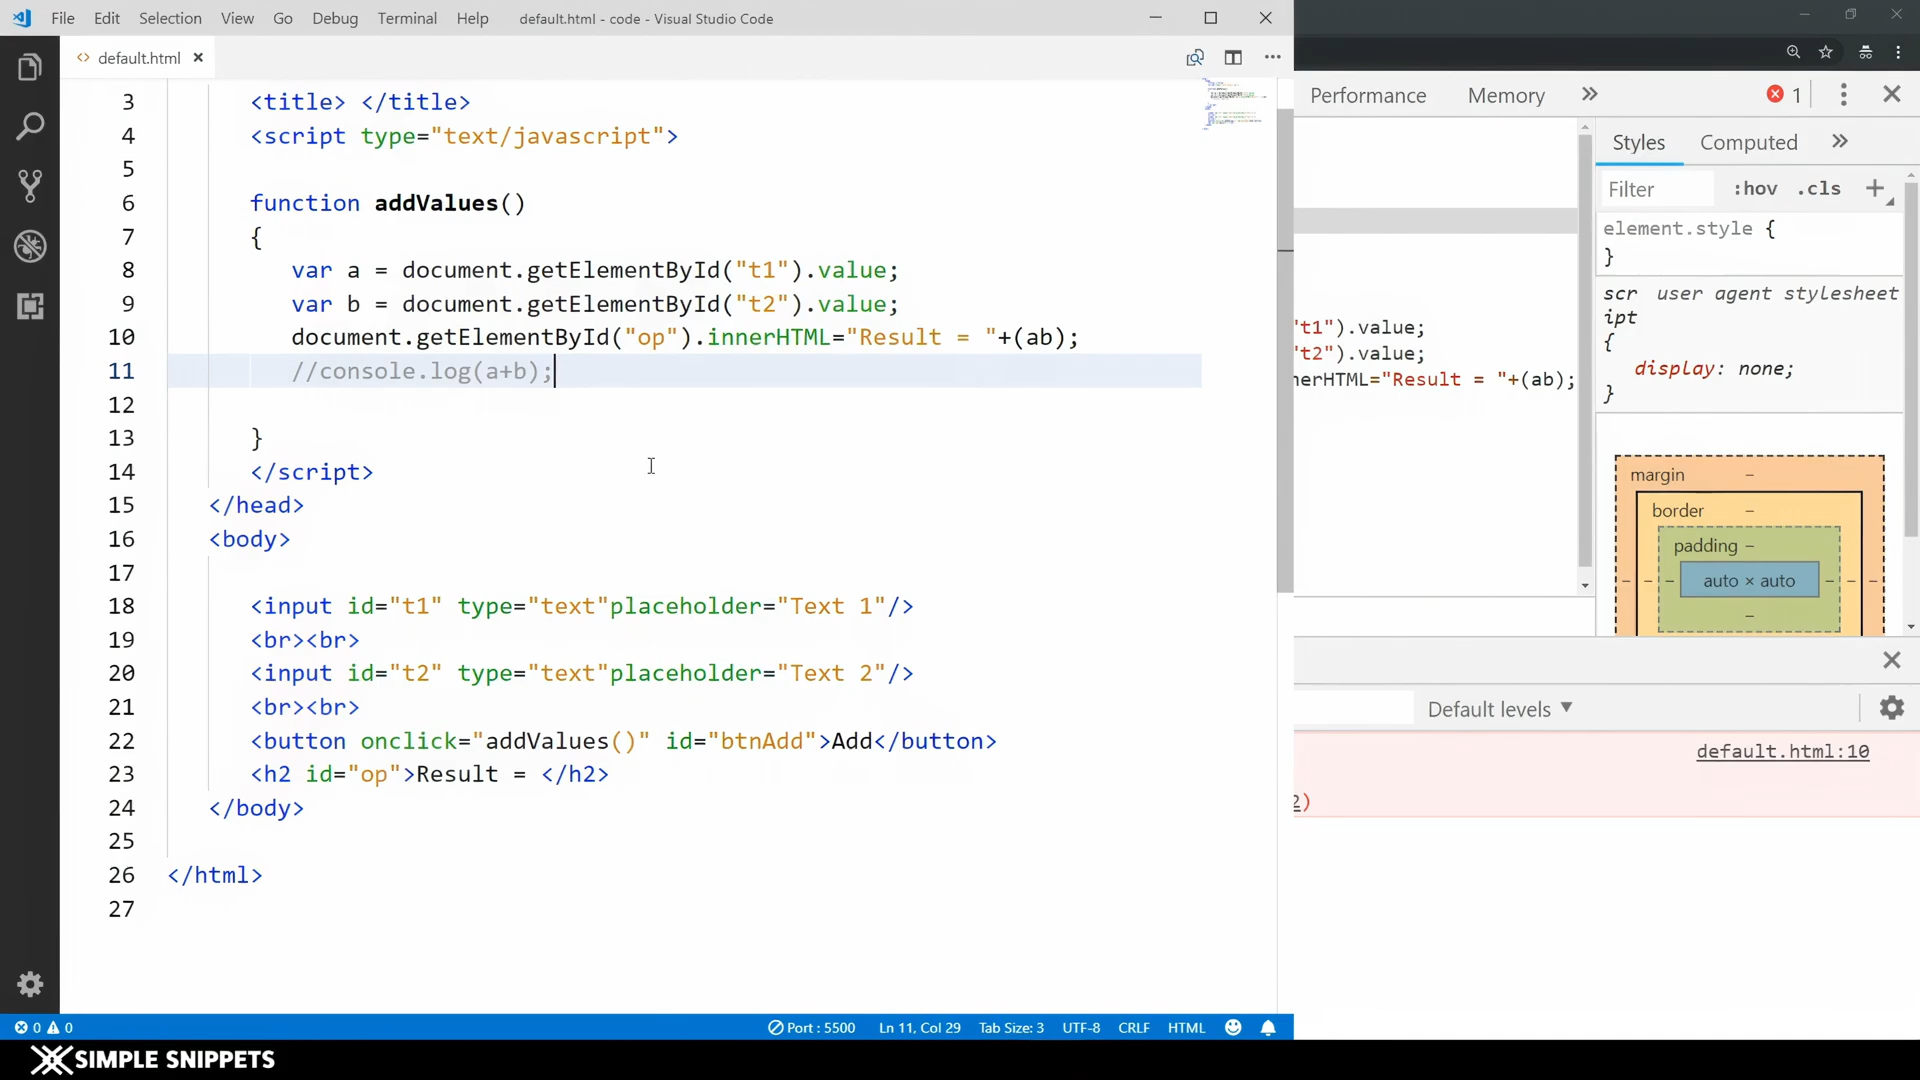 File Edit Selection View Go Debug Terminal Help default.html - code - Visual Studio Code
default.html
3 <title> </title>
4 <script type="text/javascript">
5
6 function addValues()
7 {
8 var a = document.getElementById("t1").value;
9 var b = document.getElementById("t2").value;
10 document.getElementById("op").innerHTML="Result = "+(ab);
11 //console.log(a+b);
12
13 }
14 </script>
15 </head>
16 <body>
17
18 <input id="t1" type="text"placeholder="Text 1"/>
19 <br><br>
20 <input id="t2" type="text"placeholder="Text 2"/>
21 <br><br>
22 <button onclick="addValues()" id="btnAdd">Add</button>
23 <h2 id="op">Result = </h2>
24 </body>
25
26 </html>
27
0 0 Port : 5500 Ln 11, Col 29 Tab Size: 3 UTF-8 CRLF HTML
Performance Memory » 1
Styles Computed »
Filter :hov .cls +
element.style {
}
scr user agent stylesheet
ipt
{
display: none;
}
"t1").value;
"t2").value;
nerHTML="Result = "+(ab);
margin –
border –
padding –
– – – auto × auto – – –
–
Default levels ▼
default.html:10
2)
SIMPLE SNIPPETS